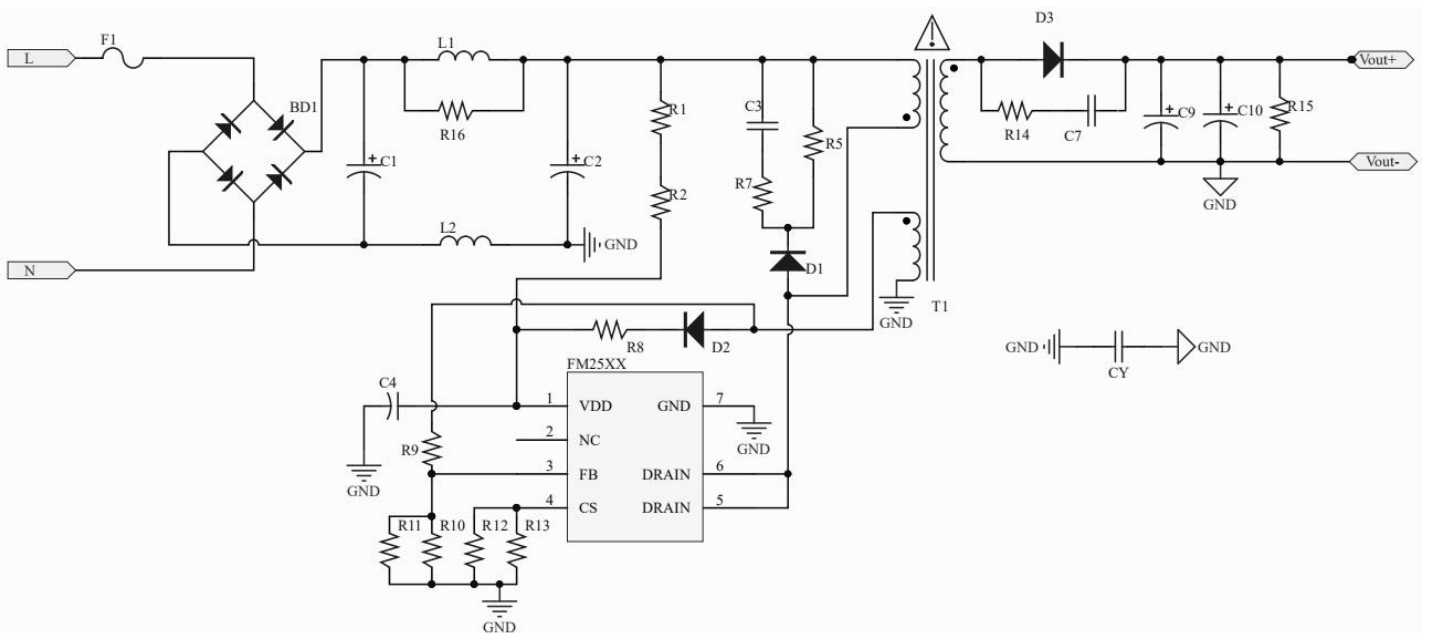 D3
F1
L1
L
Vout+
BD1
C3
R1
R15
R16
R14
C7
C9
C10
R5
C1
C2
Vout-
R7
R2
GND
L2
GND
N
D1
T1
GND
R8
D2
GND
GND
CY
FM25XX
C4
1
VDD
GND
7
2
NC
GND
R9
3
FB
DRAIN
6
GND
4
CS
DRAIN
5
R11
R10
R12
R13
GND